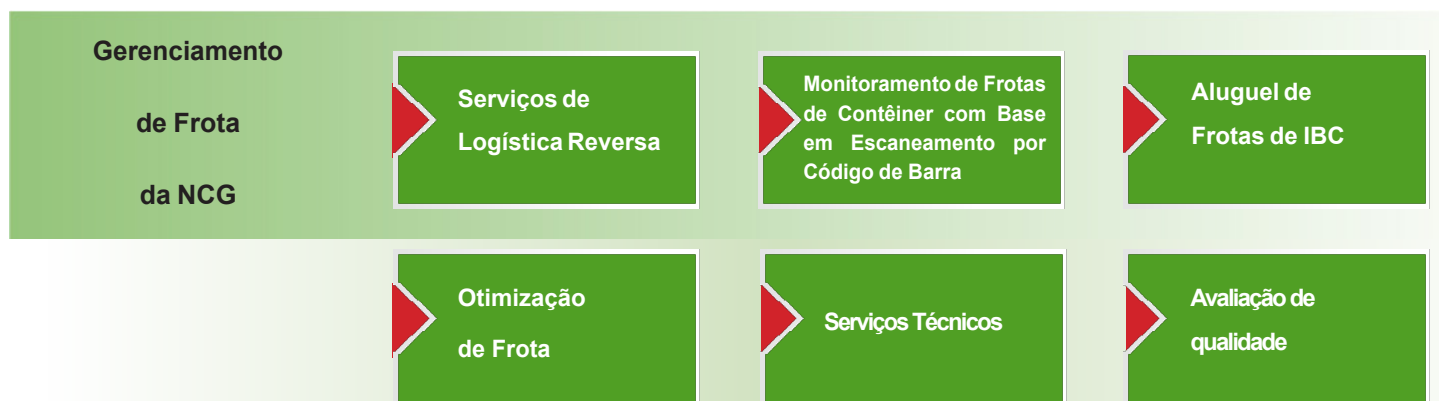 Gerenciamento
de Frota
da NCG
Serviços de
Logística Reversa
Monitoramento de Frotas
de Contêiner com Base
em Escaneamento por
Código de Barra
Aluguel de
Frotas de IBC
Otimização
de Frota
Serviços Técnicos
Avaliação de
qualidade